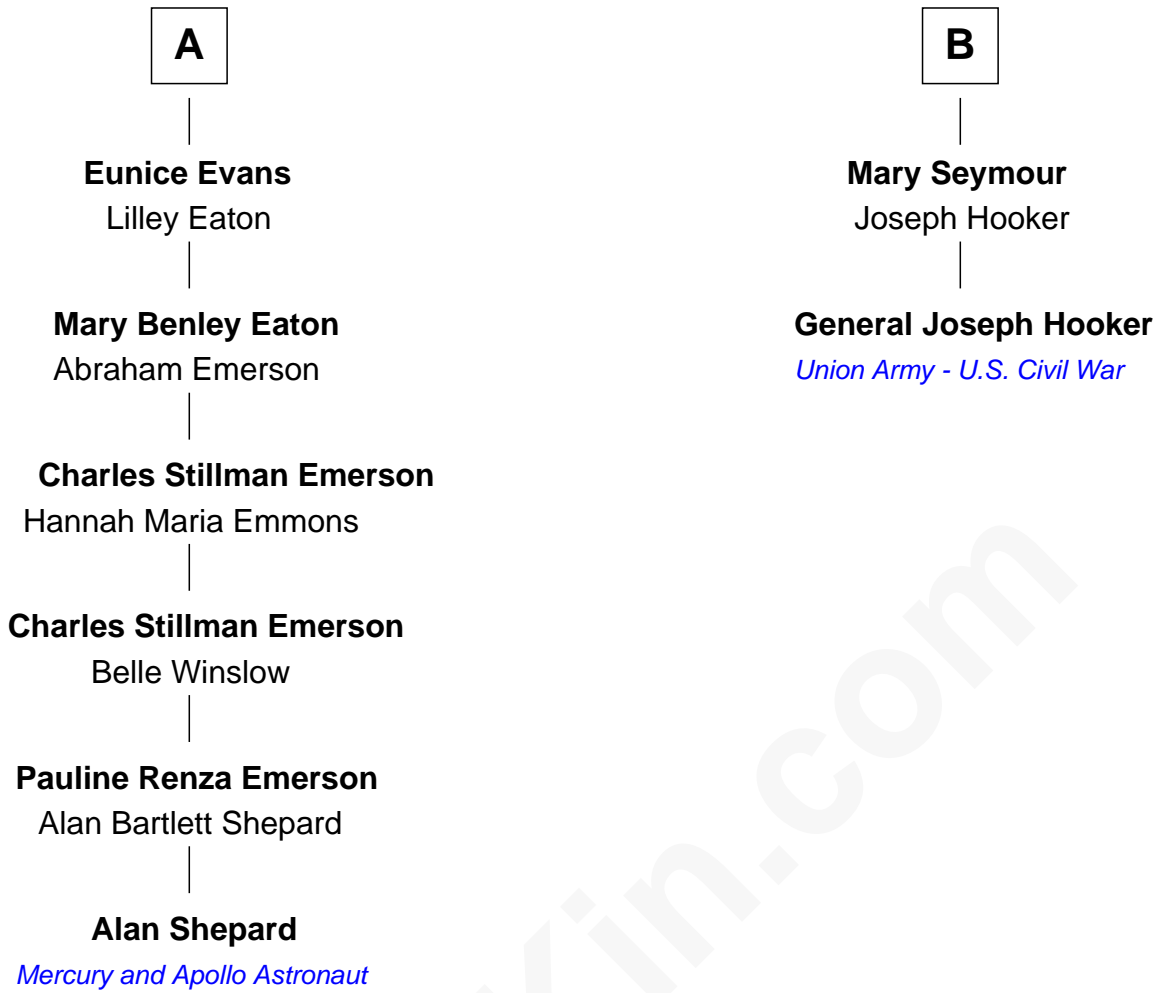 A
Eunice Evans
Lilley Eaton
Mary Benley Eaton
Abraham Emerson
Charles Stillman Emerson
Hannah Maria Emmons
Charles Stillman Emerson
Belle Winslow
Pauline Renza Emerson
Alan Bartlett Shepard
Alan Shepard
Mercury and Apollo Astronaut
B
Mary Seymour
Joseph Hooker
General Joseph Hooker
Union Army - U.S. Civil War